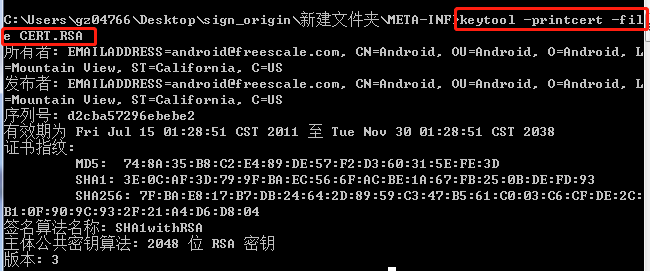 C:\Users\gz04766\Desktop\sign_origin\新建文件夹\META-INF>keytool -printcert -fil
e CERT.RSA
所有者: EMAILADDRESS=android@freescale.com, CN=Android, OU=Android, O=Android, L
=Mountain View, ST=California, C=US
发布者: EMAILADDRESS=android@freescale.com, CN=Android, OU=Android, O=Android, L
=Mountain View, ST=California, C=US
序列号: d2cba57296ebebe2
有效期为 Fri Jul 15 01:28:51 CST 2011 至 Tue Nov 30 01:28:51 CST 2038
证书指纹:
MD5: 74:8A:35:B8:C2:E4:89:DE:57:F2:D3:60:31:5E:FE:3D
SHA1: 3E:0C:AF:3D:79:9F:BA:EC:56:6F:AC:BE:1A:67:FB:25:0B:DE:FD:93
SHA256: 7F:BA:E8:17:B7:DB:24:64:2D:89:59:C3:47:B5:61:C0:03:C6:CF:DE:2C:
B1:0F:90:9C:93:2F:21:A4:D6:D8:04
签名算法名称: SHA1withRSA
主体公共密钥算法: 2048 位 RSA 密钥
版本: 3